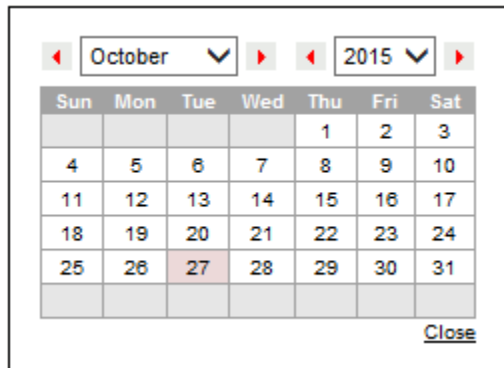 October 2015
Sun Mon Tue Wed Thu Fri Sat
1 2 3
4 5 6 7 8 9 10
11 12 13 14 15 16 17
18 19 20 21 22 23 24
25 26 27 28 29 30 31
Close